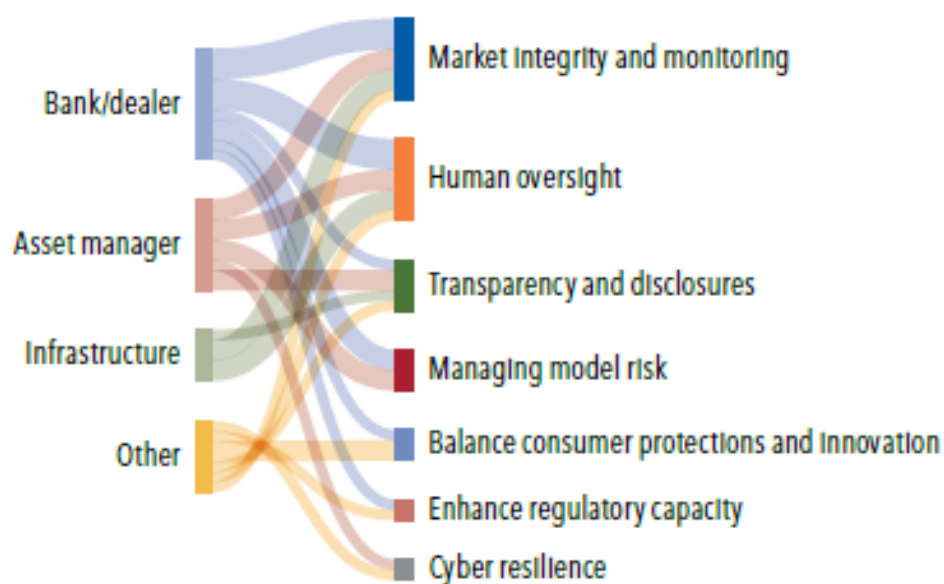 Bank/dealer
Asset manager
Infrastructure
Other
Market integrity and monitoring
Human oversight
Transparency and disclosures
Managing model risk
Balance consumer protections and innovation
Enhance regulatory capacity
Cyber resilience